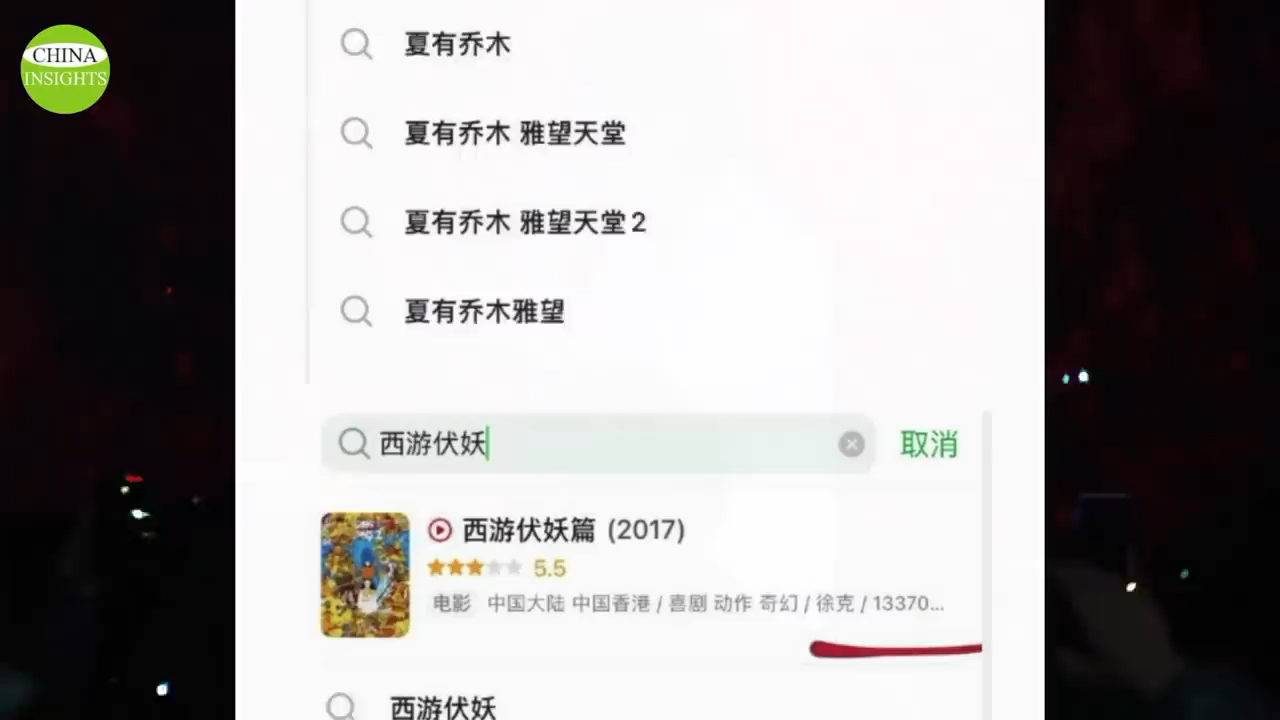 CHINA
INSIGHTS
夏有乔木
夏有乔木 雅望天堂
夏有乔木 雅望天堂2
夏有乔木雅望
西游伏妖
取消
西游伏妖篇 (2017)
5.5
电影 中国大陆 中国香港 / 喜剧 动作 奇幻 / 徐克 / 13370...
西游伏妖